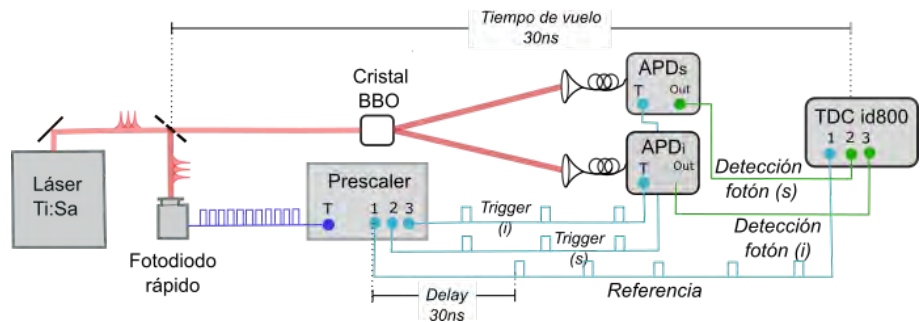 Tiempo de vuelo
30ns
Cristal
BBO
APDs
T
Out
TDC id800
1 2 3
APDi
T
Out
Láser
Ti:Sa
Prescaler
T
1 2 3
Trigger
(i)
Trigger
(s)
Detección
fotón (s)
Detección
fotón (i)
Fotodiodo
rápido
Delay
30ns
Referencia